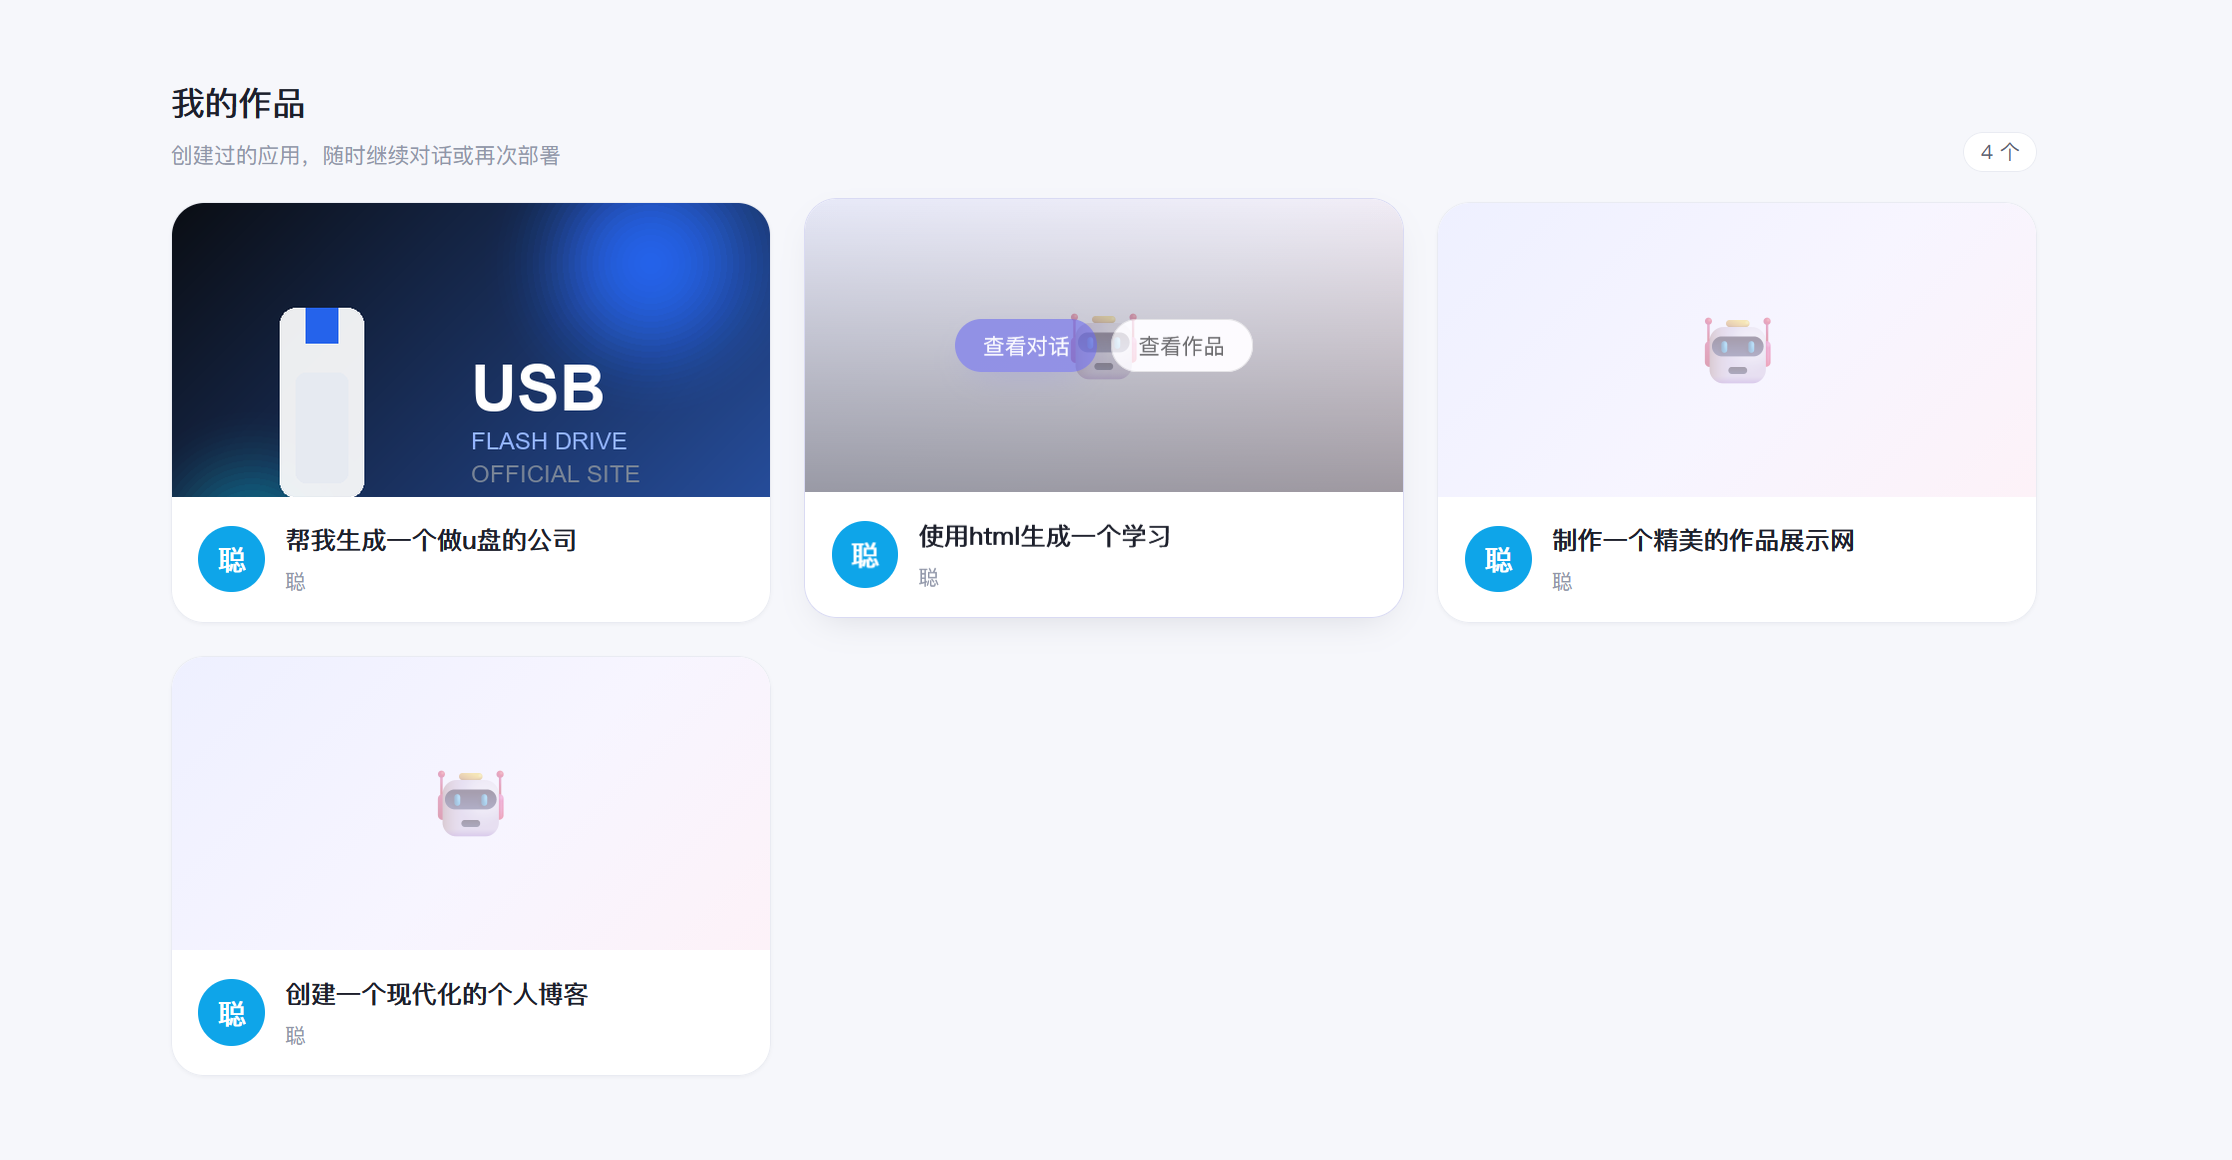 我的作品
创建过的应用，随时继续对话或再次部署
4 个
USB
FLASH DRIVE
OFFICIAL SITE
聪
帮我生成一个做u盘的公司
聪
查看对话
查看作品
聪
使用html生成一个学习
聪
聪
制作一个精美的作品展示网
聪
聪
创建一个现代化的个人博客
聪